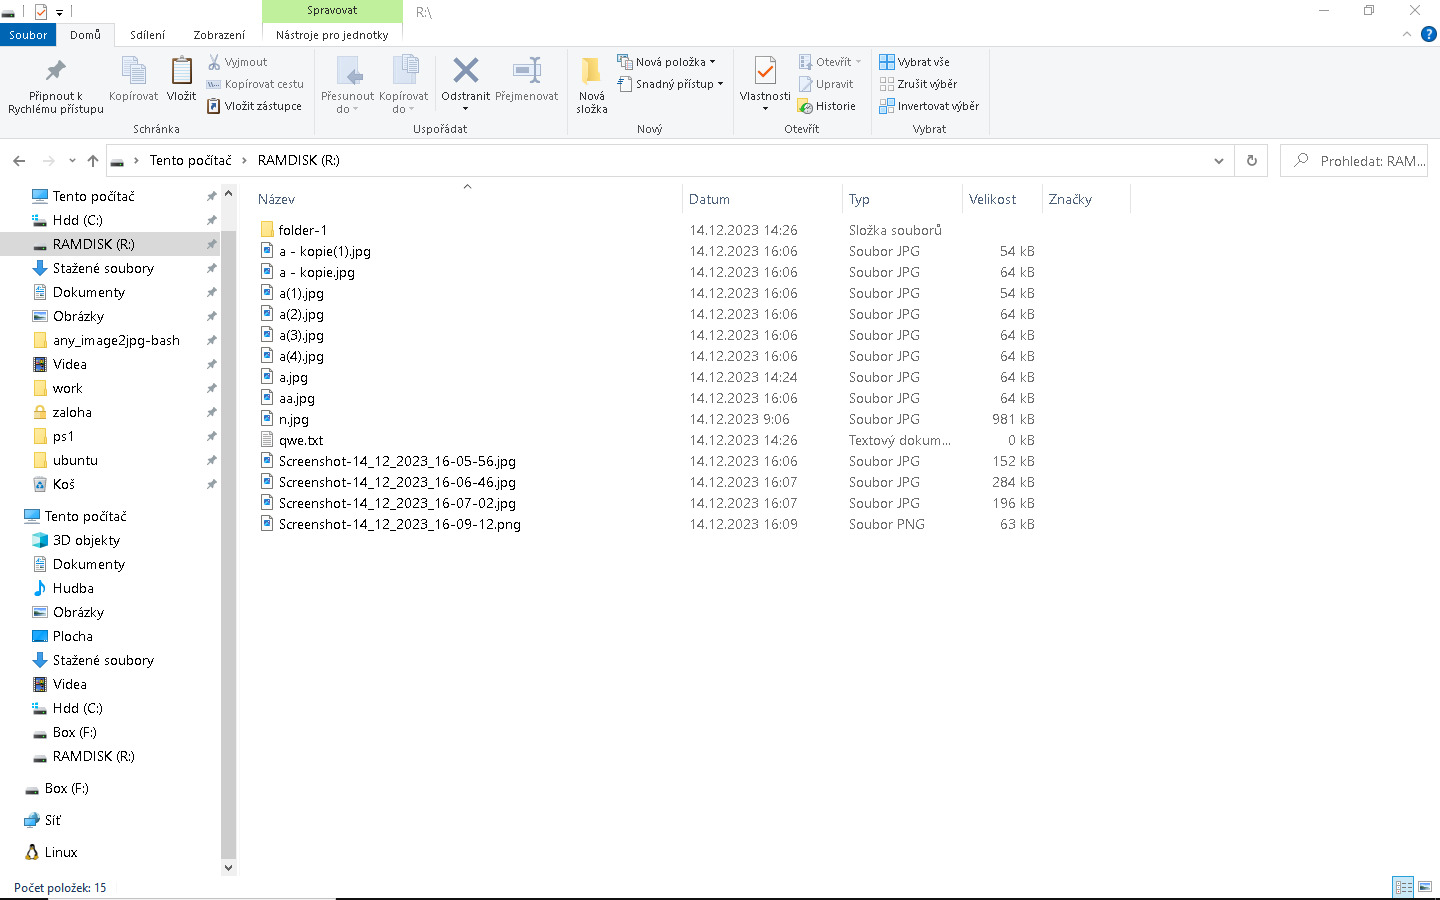 Spravovat
R:\
Soubor
Domů
Sdílení
Zobrazení
Nástroje pro jednotky
Připnout k
Rychlému přístupu
Kopírovat
Vložit
Vyjmout
Kopírovat cestu
Vložit zástupce
Schránka
Přesunout
do
Kopírovat
do
Odstranit
Přejmenovat
Uspořádat
Nová
složka
Nová položka
Snadný přístup
Nový
Vlastnosti
Otevřít
Upravit
Historie
Otevřít
Vybrat vše
Zrušit výběr
Invertovat výběr
Vybrat
Tento počítač
RAMDISK (R:)
Prohledat: RAM...
Tento počítač
Hdd (C:)
RAMDISK (R:)
Stažené soubory
Dokumenty
Obrázky
any_image2jpg-bash
Videa
work
zaloha
ps1
ubuntu
Koš
Tento počítač
3D objekty
Dokumenty
Hudba
Obrázky
Plocha
Stažené soubory
Videa
Hdd (C:)
Box (F:)
RAMDISK (R:)
Box (F:)
Síť
Linux
Název Datum Typ Velikost Značky
folder-1 14.12.2023 14:26 Složka souborů
a - kopie(1).jpg 14.12.2023 16:06 Soubor JPG 54 kB
a - kopie.jpg 14.12.2023 16:06 Soubor JPG 64 kB
a(1).jpg 14.12.2023 16:06 Soubor JPG 54 kB
a(2).jpg 14.12.2023 16:06 Soubor JPG 64 kB
a(3).jpg 14.12.2023 16:06 Soubor JPG 64 kB
a(4).jpg 14.12.2023 16:06 Soubor JPG 64 kB
a.jpg 14.12.2023 14:24 Soubor JPG 64 kB
aa.jpg 14.12.2023 16:06 Soubor JPG 64 kB
n.jpg 14.12.2023 9:06 Soubor JPG 981 kB
qwe.txt 14.12.2023 14:26 Textový dokum... 0 kB
Screenshot-14_12_2023_16-05-56.jpg 14.12.2023 16:06 Soubor JPG 152 kB
Screenshot-14_12_2023_16-06-46.jpg 14.12.2023 16:07 Soubor JPG 284 kB
Screenshot-14_12_2023_16-07-02.jpg 14.12.2023 16:07 Soubor JPG 196 kB
Screenshot-14_12_2023_16-09-12.png 14.12.2023 16:09 Soubor PNG 63 kB
Počet položek: 15